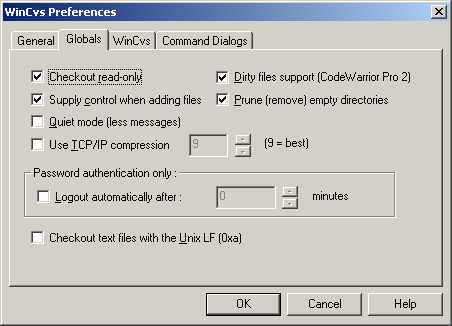 WinCvs Preferences
General Globals WinCvs Command Dialogs
Checkout read-only Dirty files support (CodeWarrior Pro 2)
Supply control when adding files Prune (remove) empty directories
Quiet mode (less messages)
Use TCP/IP compression 9 (9 = best)
Password authentication only :
Logout automatically after : 0 minutes
Checkout text files with the Unix LF (0xa)
OK Cancel Help